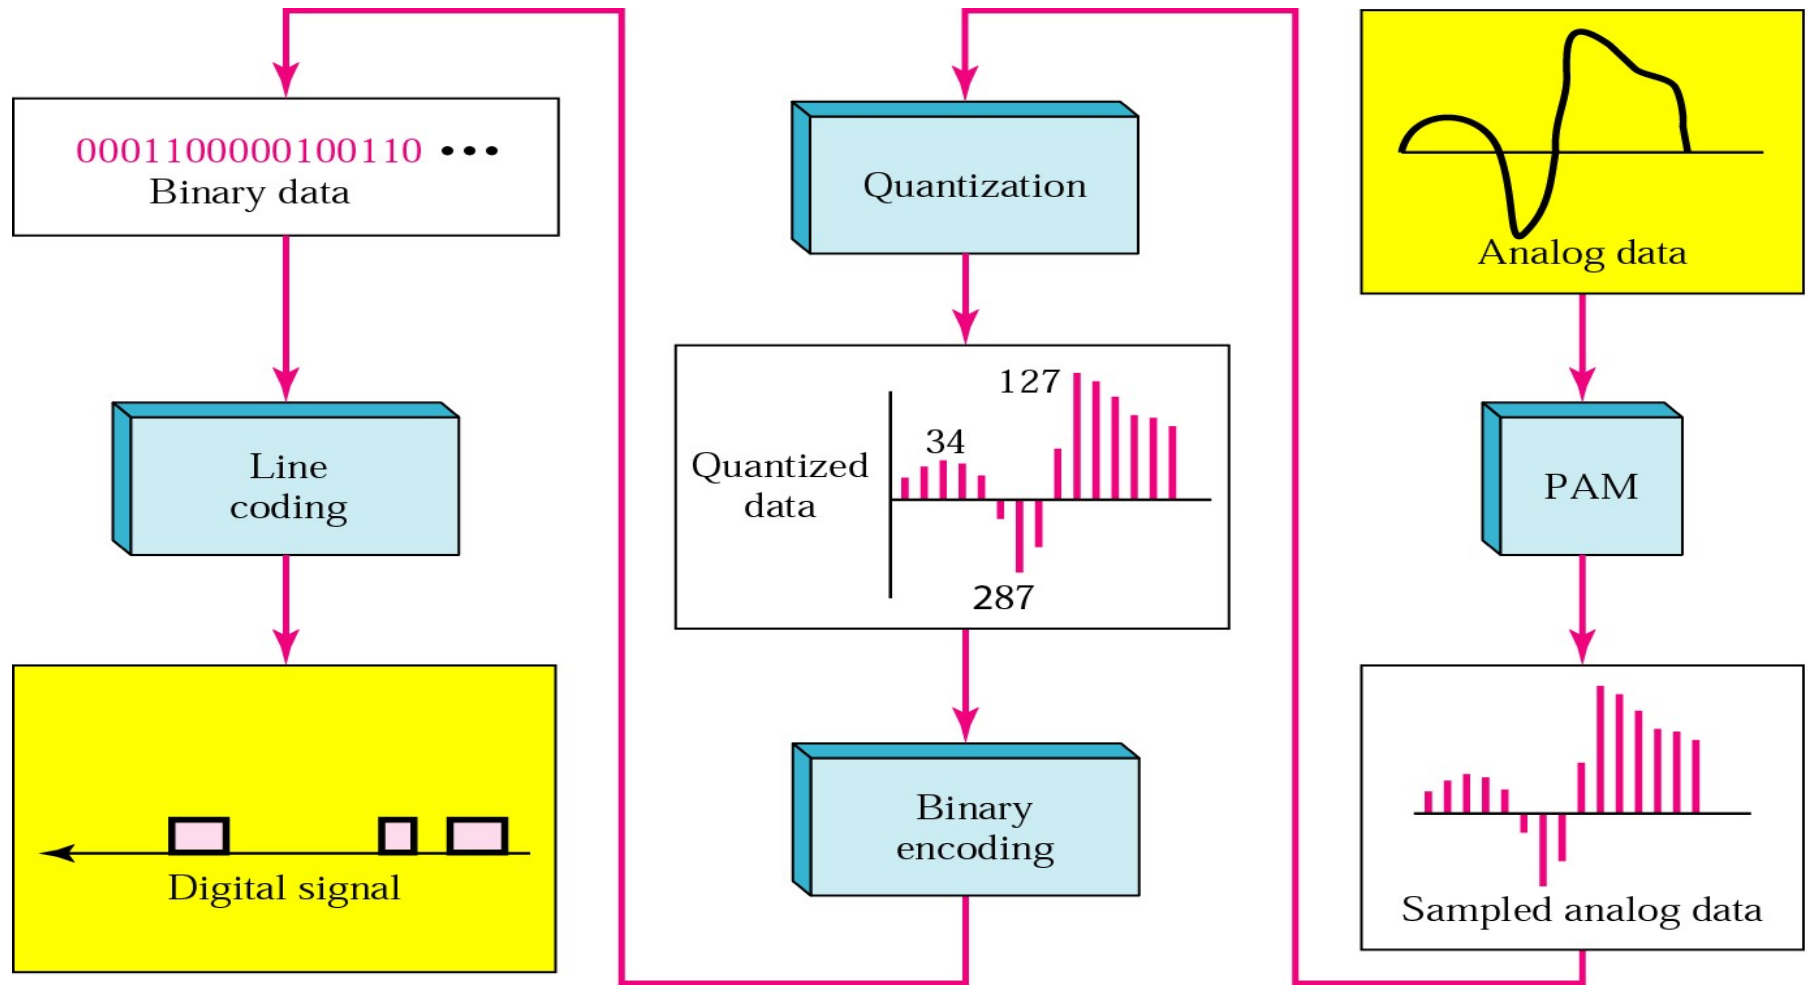 0001100000100110 •••
Binary data
Line
coding
Digital signal
Quantization
127
34
Quantized
data
287
Binary
encoding
Analog data
PAM
Sampled analog data